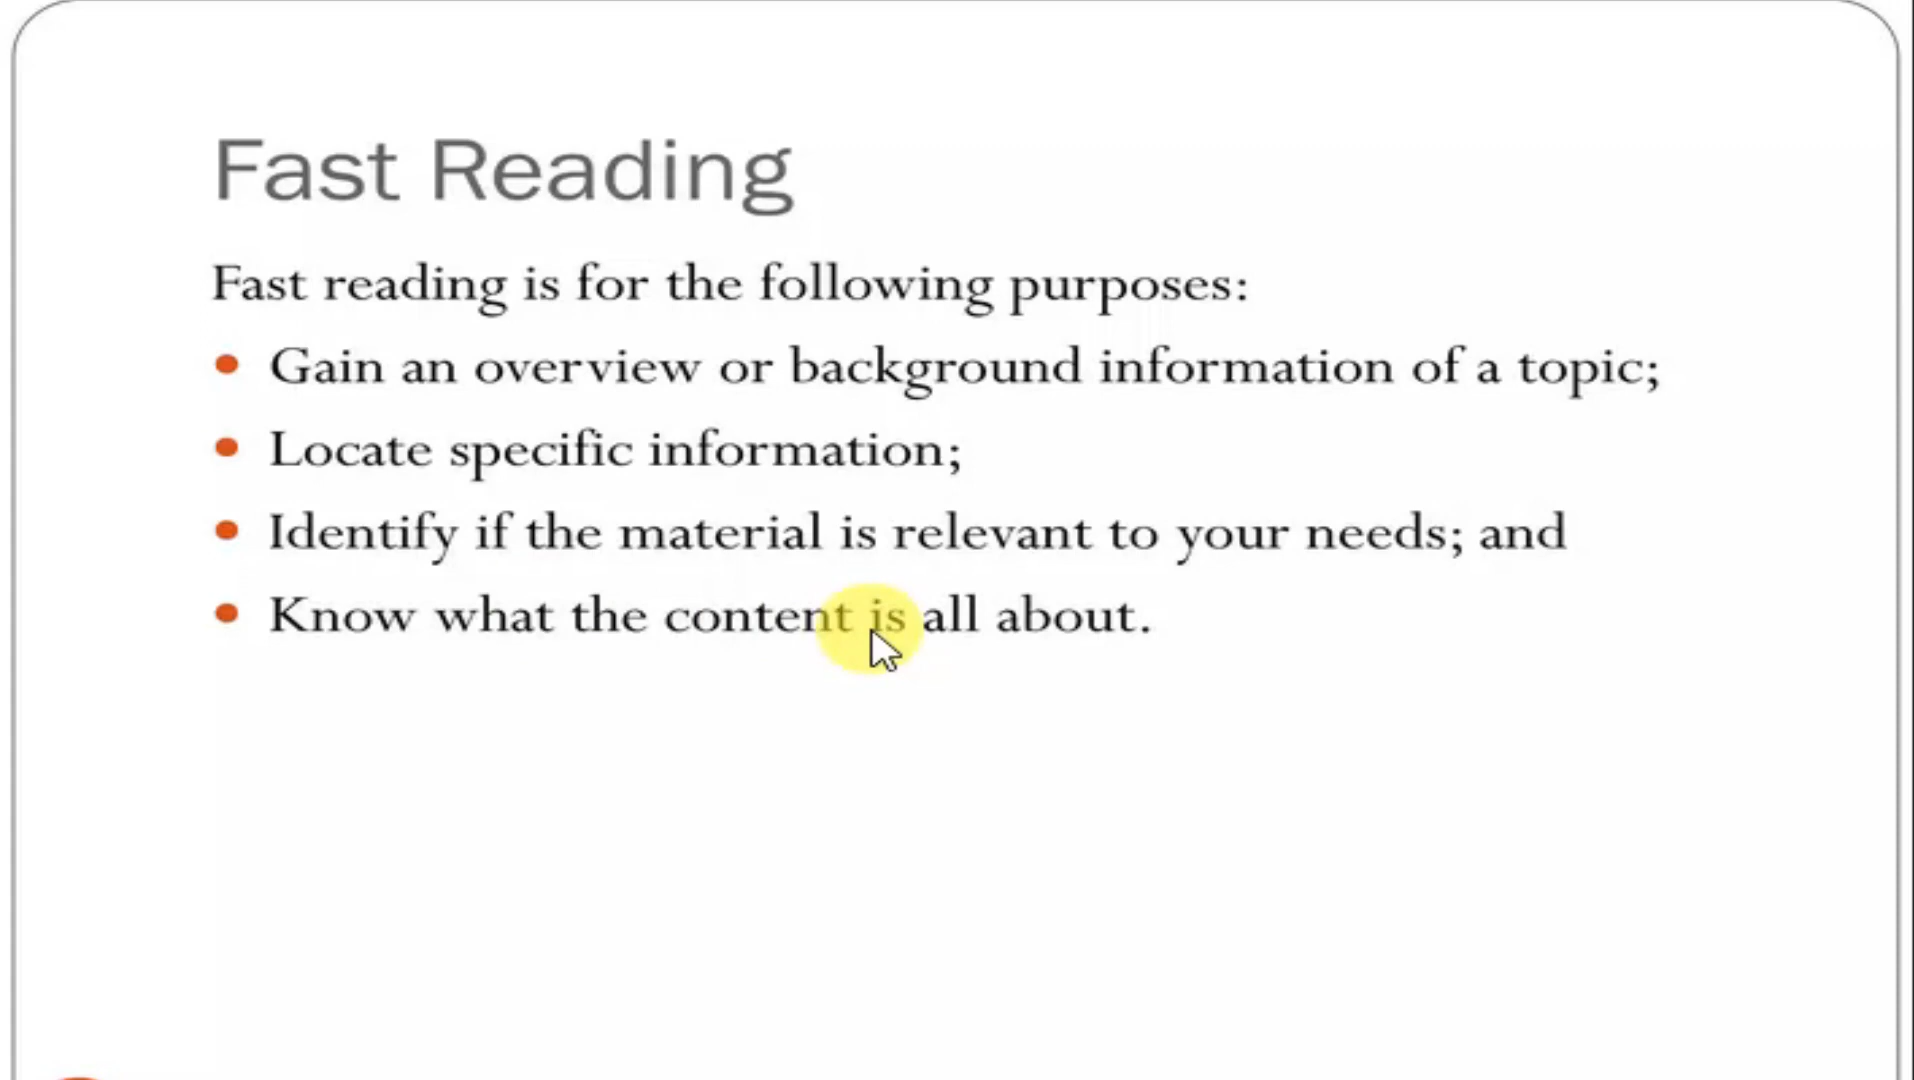 Fast Reading
Fast reading is for the following purposes:
Gain an overview or background information of a topic;
Locate specific information;
Identify if the material is relevant to your needs; and
Know what the content is all about.